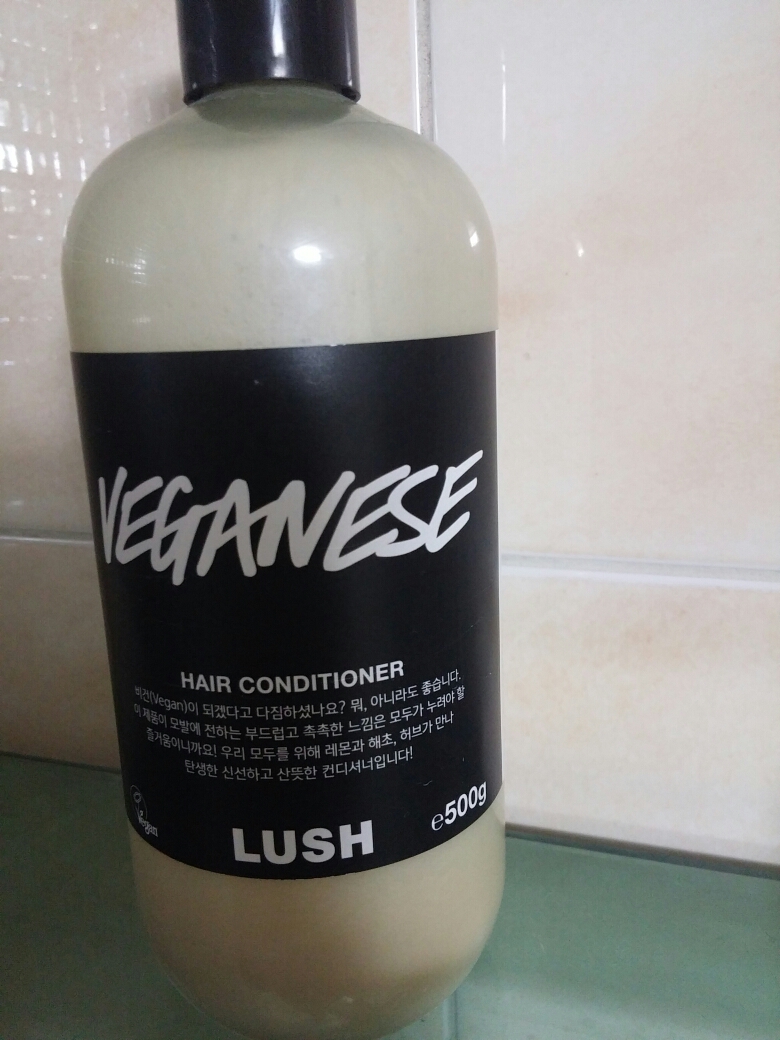 VEGANESE
HAIR CONDITIONER
비건(Vegan)이 되겠다고 다짐하셨나요? 뭐, 아니라도 좋습니다.
이 제품이 모발에 전하는 부드럽고 촉촉한 느낌은 모두가 누려야 할
즐거움이니까요! 우리 모두를 위해 레몬과 해초, 허브가 만나
탄생한 신선하고 산뜻한 컨디셔너입니다!
Vegan
℮500g
LUSH